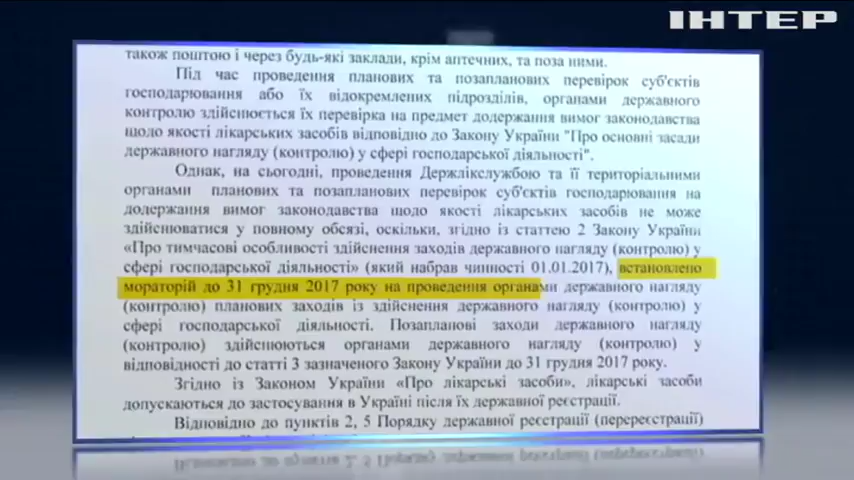 ІНТЕР
також поштою і через будь-які заклади, крім аптечних, та поза ними.
Під час проведення планових та позапланових перевірок суб'єктів
господарювання або їх відокремлених підрозділів, органами державного
контролю здійснюється їх перевірка на предмет додержання вимог законодавства
щодо якості лікарських засобів відповідно до Закону України "Про основні засади
державного нагляду (контролю) у сфері господарської діяльності".
Однак, на сьогодні, проведення Держлікслужбою та її територіальними
органами планових та позапланових перевірок суб'єктів господарювання на
додержання вимог законодавства щодо якості лікарських засобів не може
здійснюватися у повному обсязі, оскільки, згідно із статтею 2 Закону України
«Про тимчасові особливості здійснення заходів державного нагляду (контролю) у
сфері господарської діяльності» (який набрав чинності 01.01.2017), встановлено
мораторій до 31 грудня 2017 року на проведення органами державного нагляду
(контролю) планових заходів із здійснення державного нагляду (контролю) у
сфері господарської діяльності. Позапланові заходи державного нагляду
(контролю) здійснюються органами державного нагляду (контролю) у
відповідності до статті 3 зазначеного Закону України до 31 грудня 2017 року.
Згідно із Законом України «Про лікарські засоби», лікарські засоби
допускаються до застосування в Україні після їх державної реєстрації.
Відповідно до пунктів 2, 5 Порядку державної реєстрації (перереєстрації)